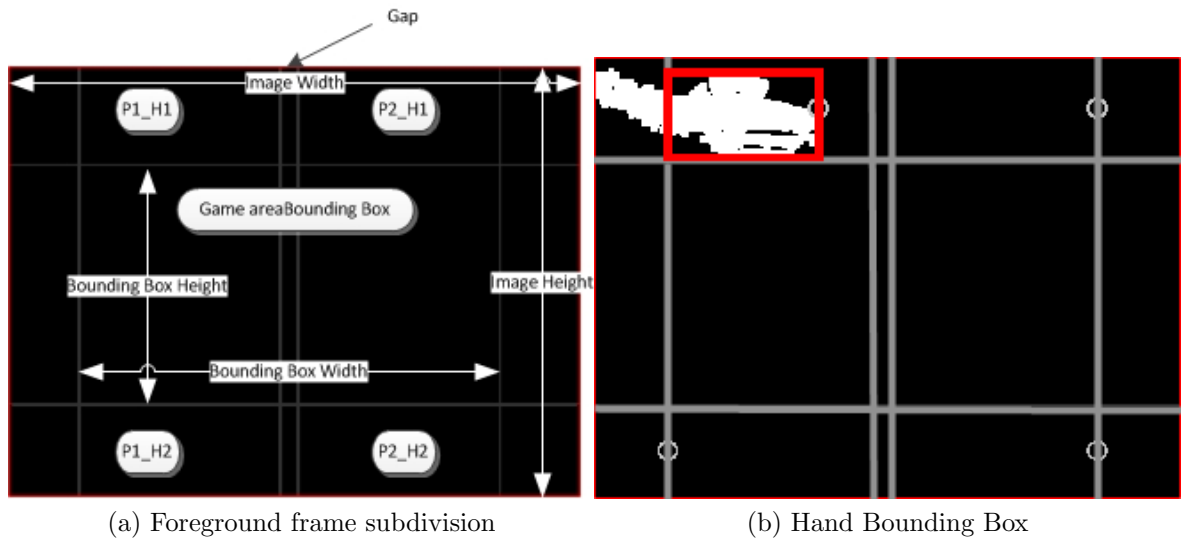 Gap
Image Width
P1_H1
P2_H1
Game areaBounding Box
Bounding Box Height
Image Height
Bounding Box Width
P1_H2
P2_H2
(a) Foreground frame subdivision
(b) Hand Bounding Box